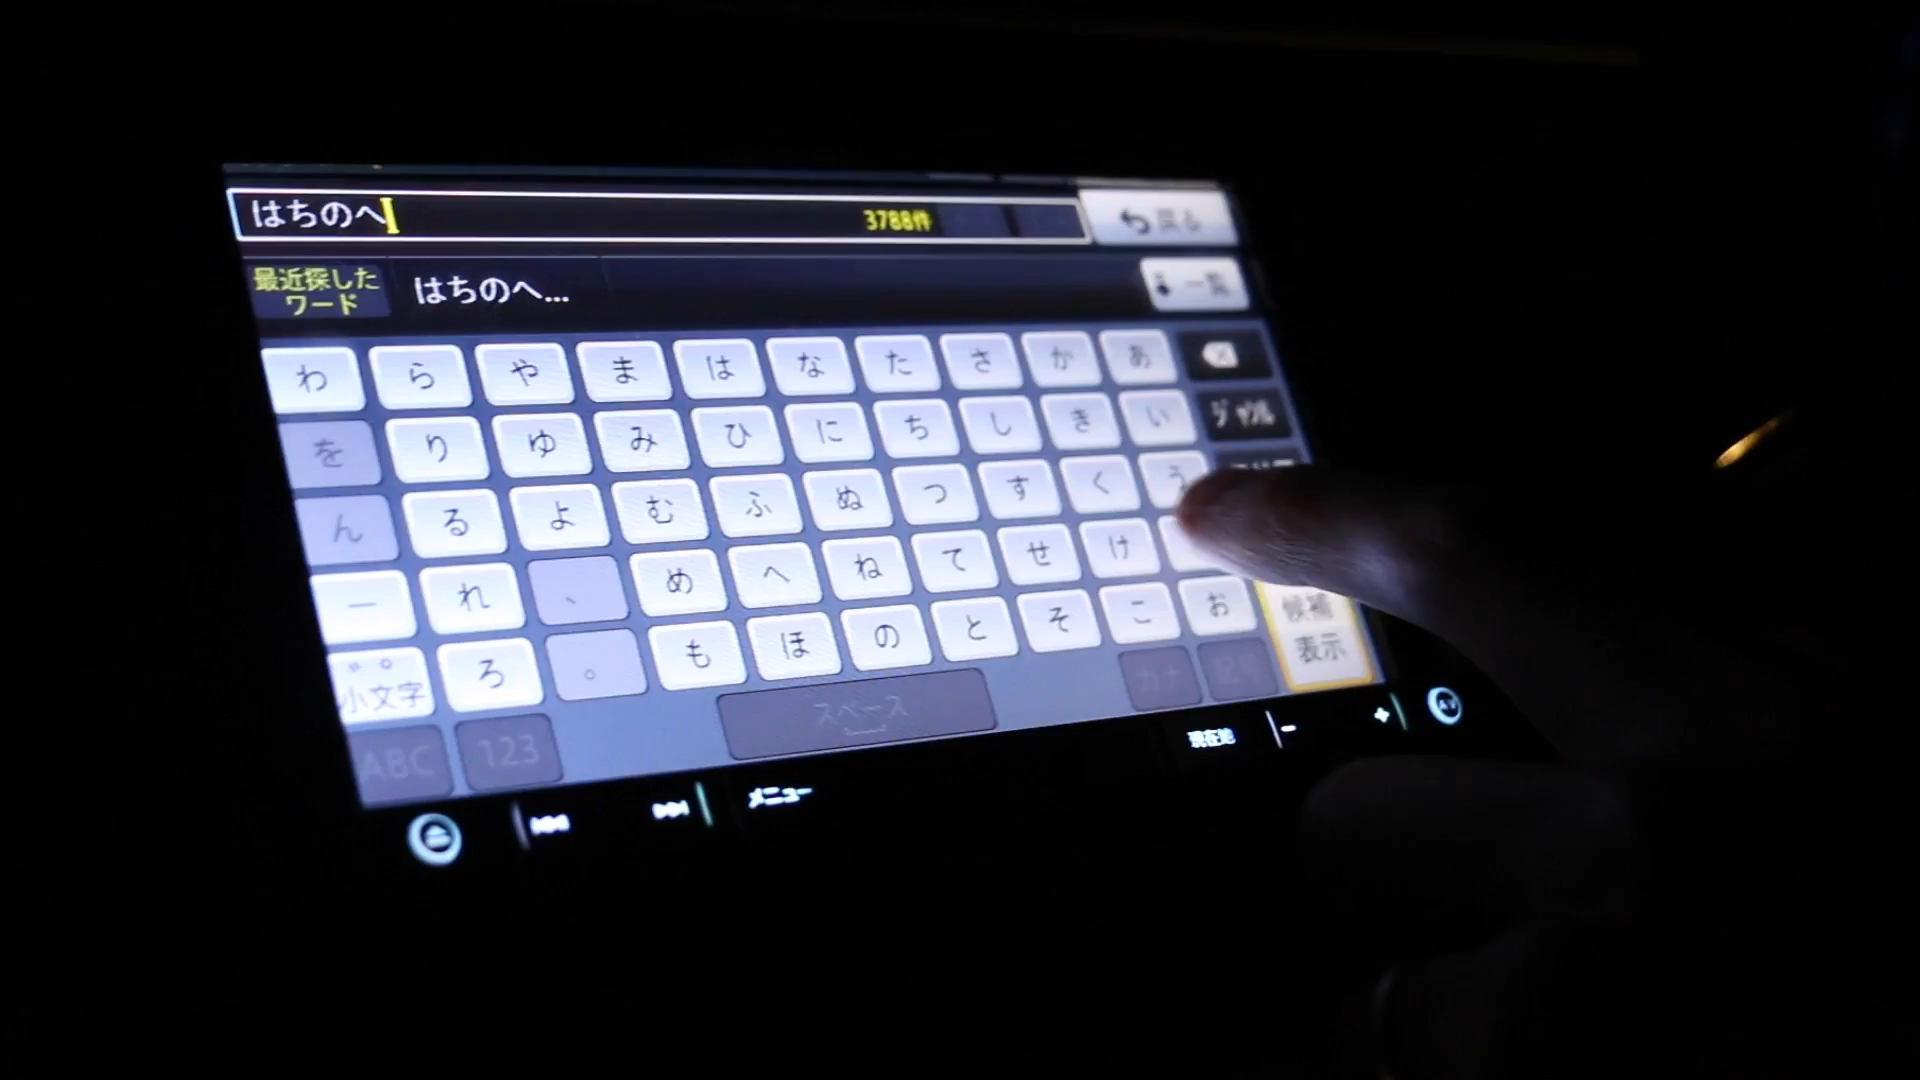 はちのへ 3788件 戻る
最近探した
ワード
はちのへ... 一覧
わ ら や ま は な た さ か あ
を り ゆ み ひ に ち し き い ジャンル
ん る よ む ふ ぬ つ す く う
ー れ 、 め へ ね て せ け
゛゜
小文字 ろ 。 も ほ の と そ こ お 候補
表示
ABC 123 スペース カナ 記号
メニュー 現在地 - +
AV